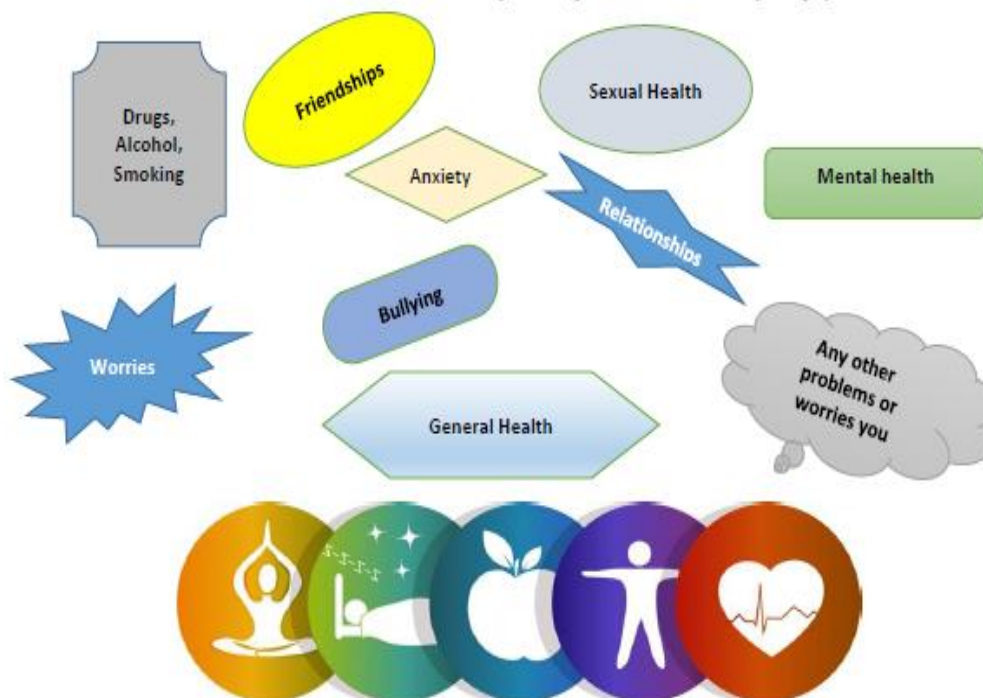 Friendships
Sexual Health
Drugs,
Alcohol,
Smoking
Anxiety
Mental health
Relationships
Bullying
Any other
problems or
worries you
Worries
General Health